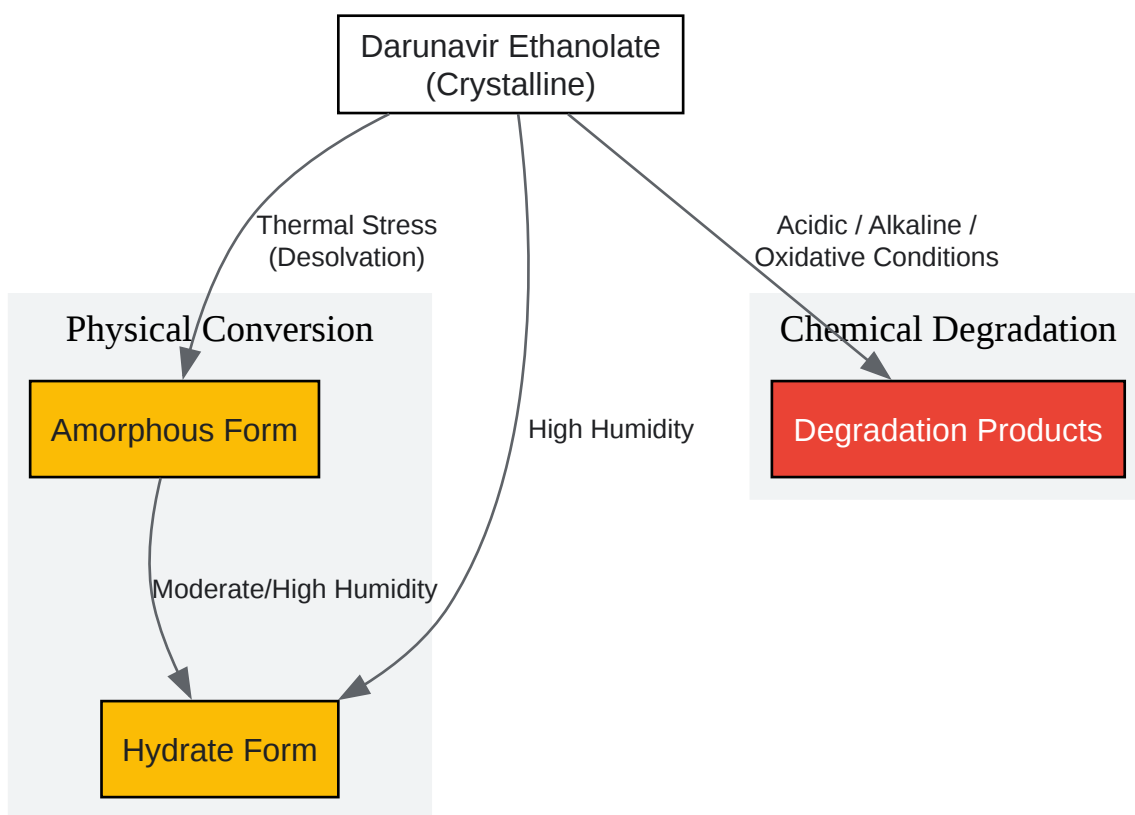 Darunavir Ethanolate
(Crystalline)
Thermal Stress
(Desolvation)
Acidic / Alkaline /
Oxidative Conditions
Physical Conversion
Chemical Degradation
Amorphous Form
High Humidity
Degradation Products
Moderate/High Humidity
Hydrate Form